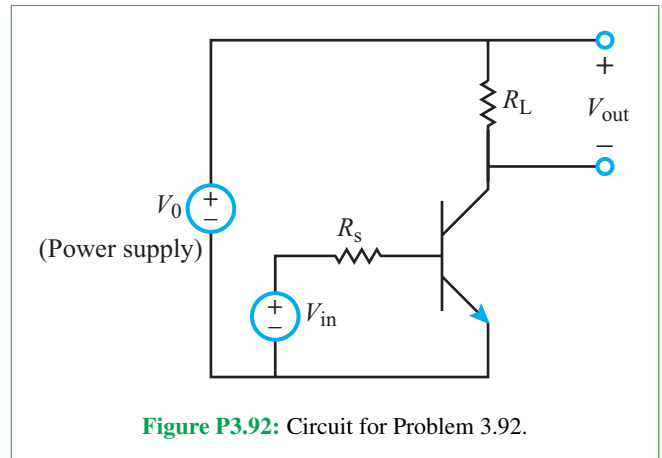 +
R_L
V_out
−
V_0
+
−
(Power supply)
R_s
+
−
V_in
Figure P3.92: Circuit for Problem 3.92.